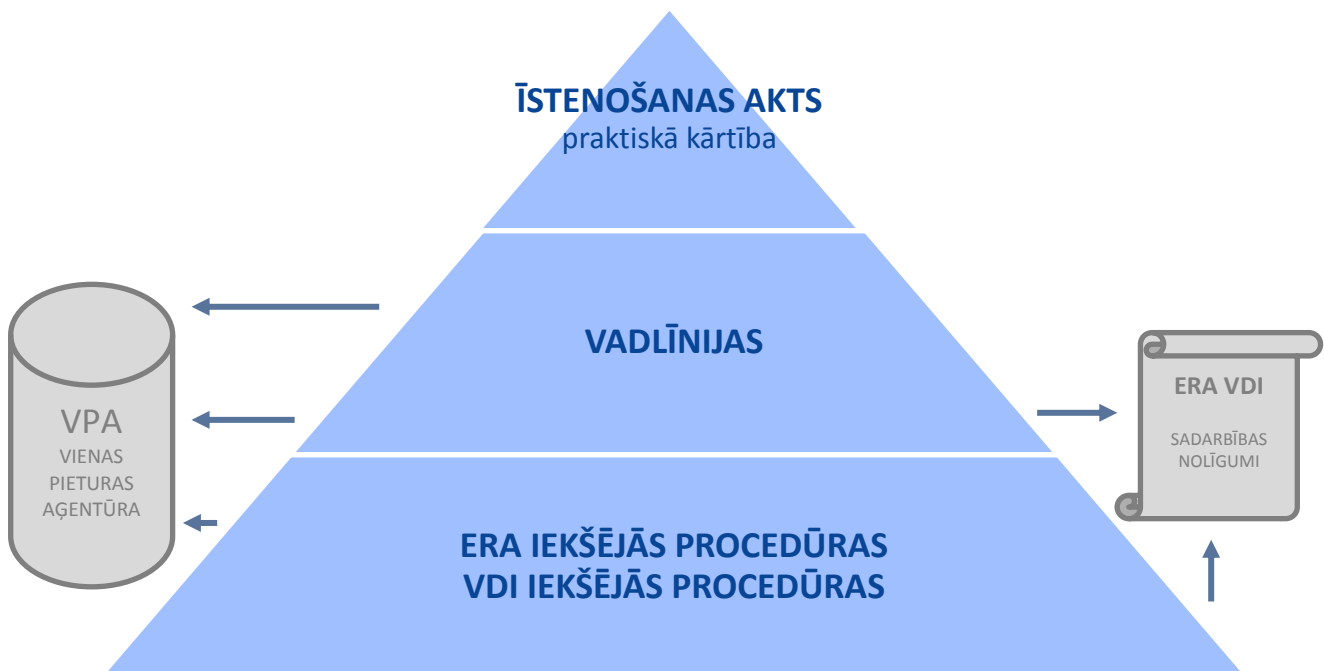 ĪSTENOŠANAS AKTS
praktiskā kārtība
VADLĪNIJAS
VPA
VIENAS
PIETURAS
AĢENTŪRA
ERA VDI
SADARBĪBAS
NOLĪGUMI
ERA IEKŠĒJĀS PROCEDŪRAS
VDI IEKŠĒJĀS PROCEDŪRAS